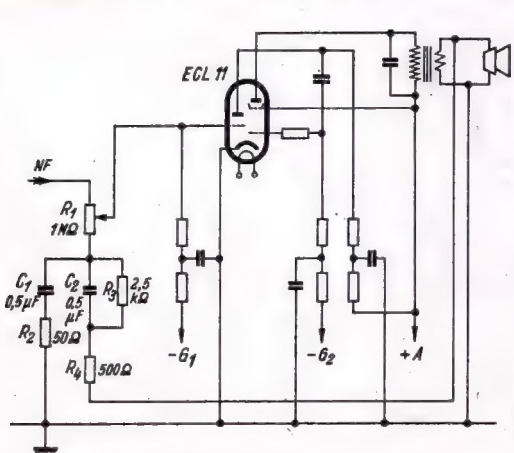 ECL 11
NF
R1
1MΩ
C1
0,5µF
C2
0,5
µF
R3
2,5
kΩ
R2
50Ω
R4
500Ω
-G1
-G2
+A